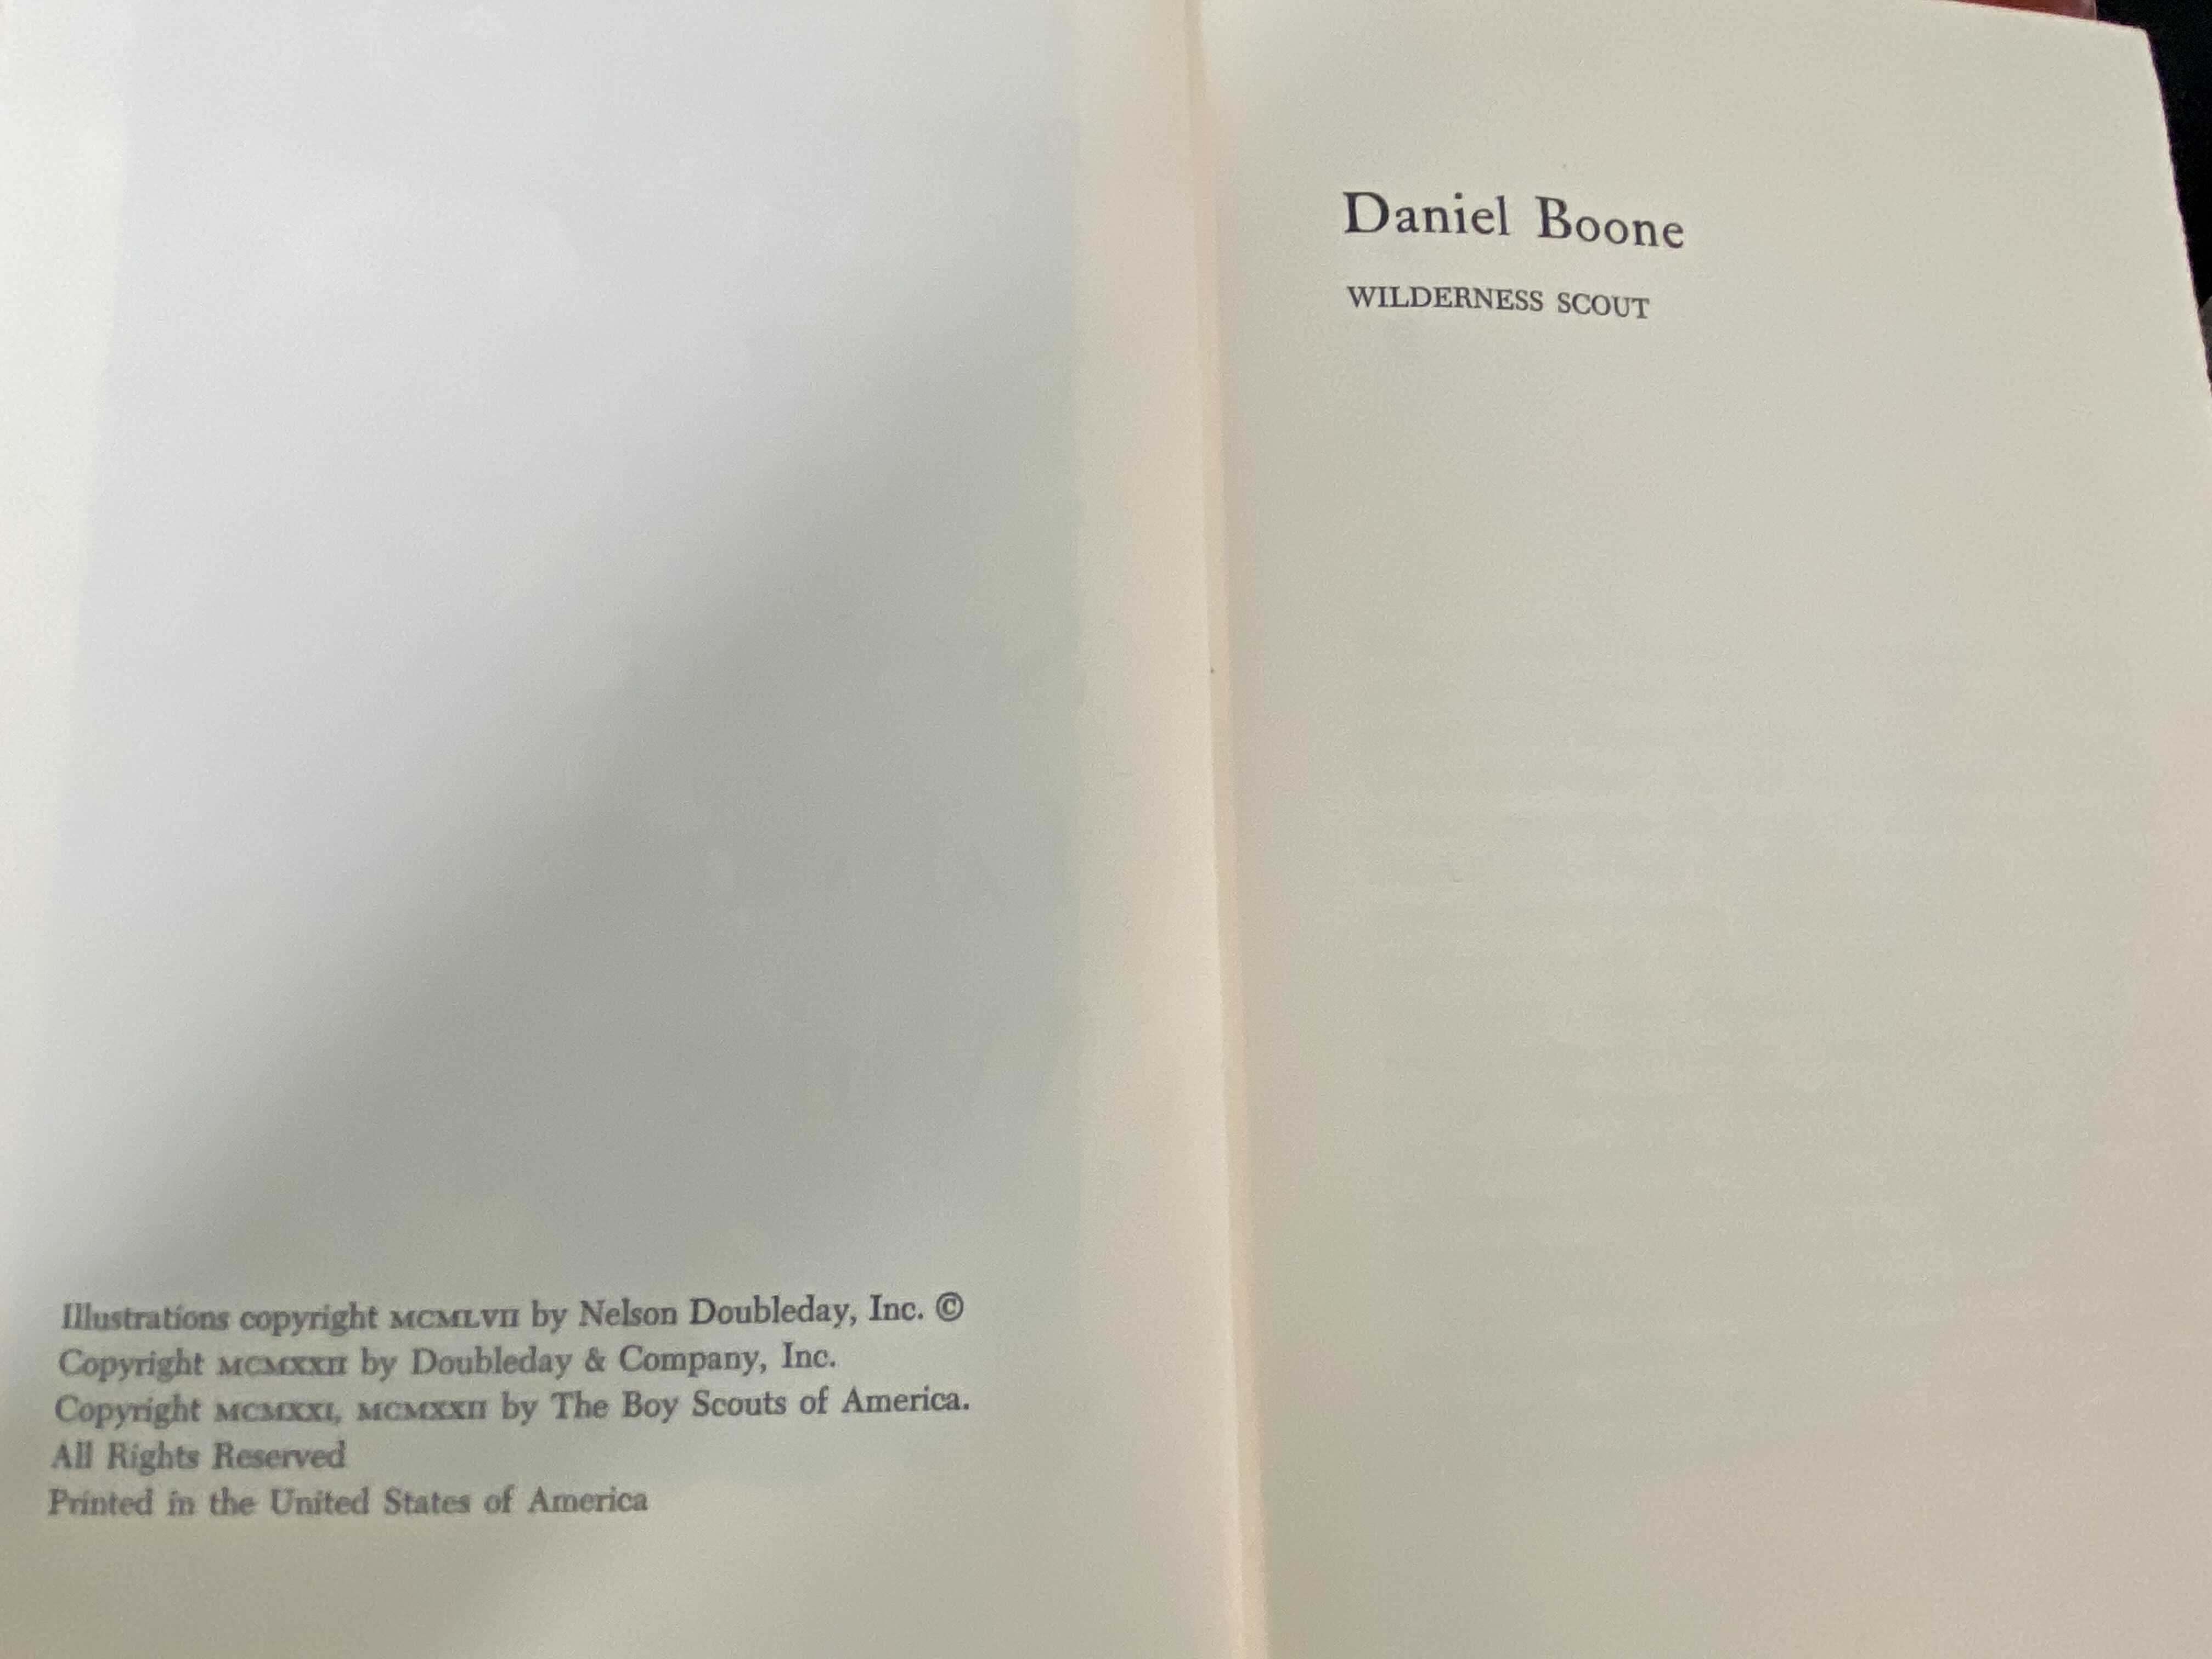 Illustrations copyright MCMLVII by Nelson Doubleday, Inc. ©
Copyright MCMXXII by Doubleday & Company, Inc.
Copyright MCMXXI, MCMXXII by The Boy Scouts of America.
All Rights Reserved
Printed in the United States of America
Daniel Boone
WILDERNESS SCOUT